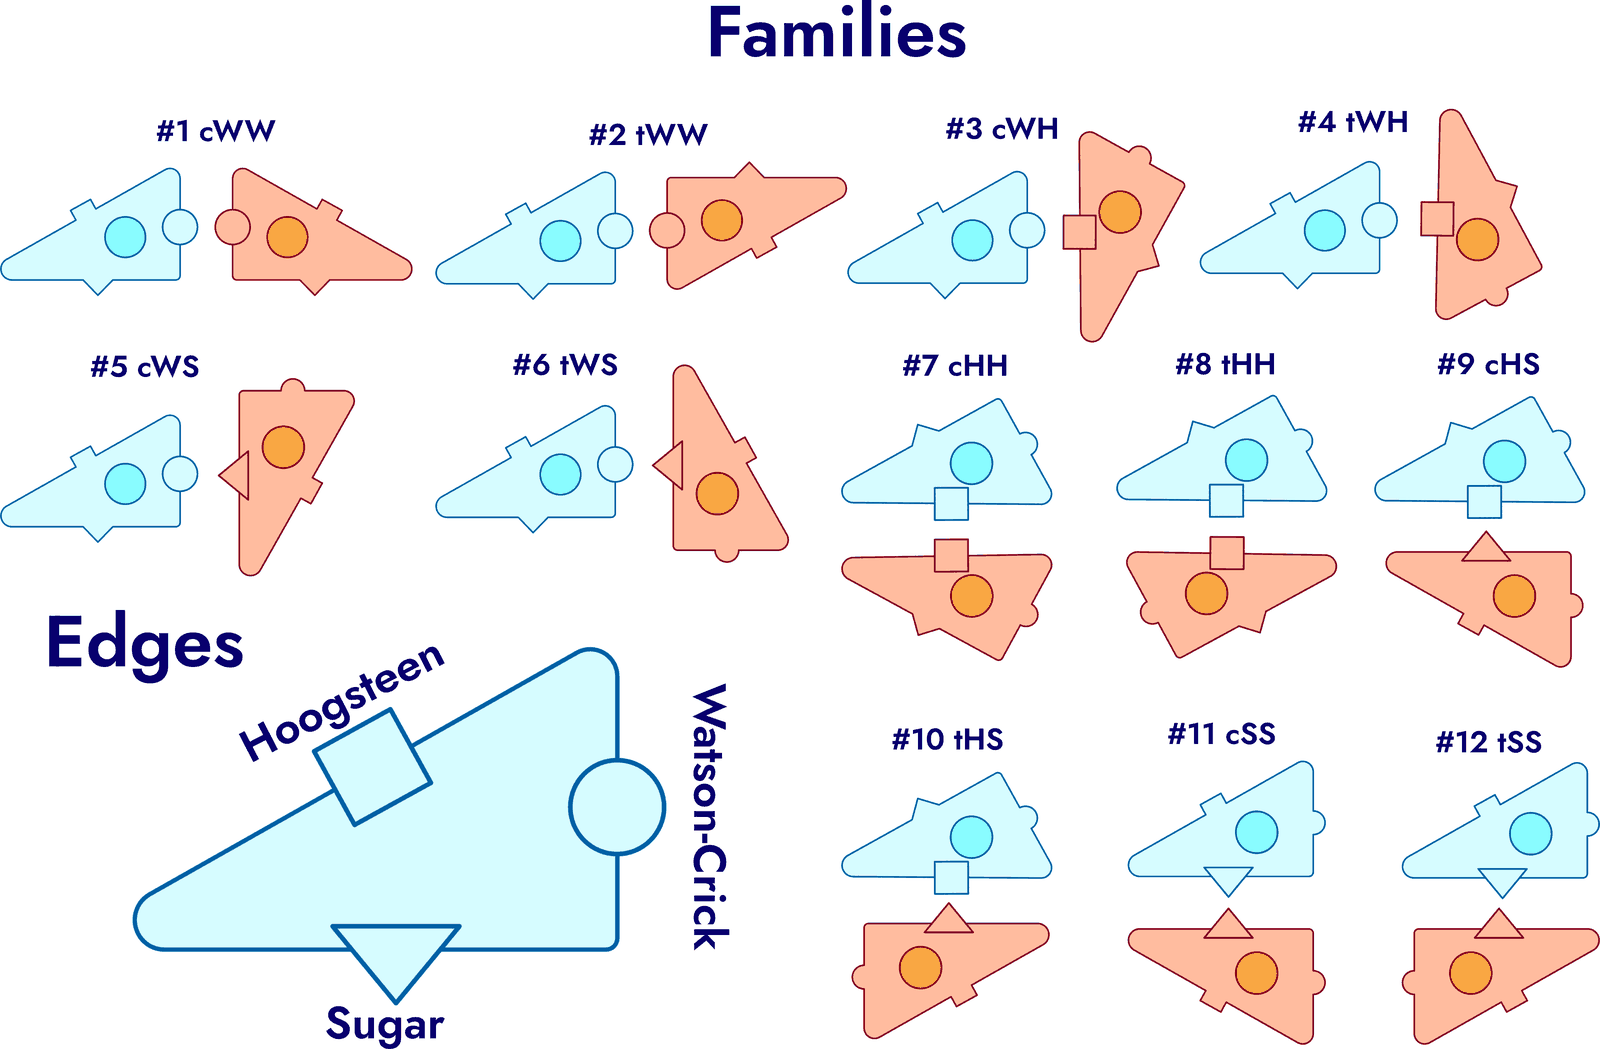 Families
#1 cWW
#2 tWW
#3 cWH
#4 tWH
#5 cWS
#6 tWS
#7 cHH
#8 tHH
#9 cHS
Edges
Hoogsteen
Watson-Crick
Sugar
#10 tHS
#11 cSS
#12 tSS